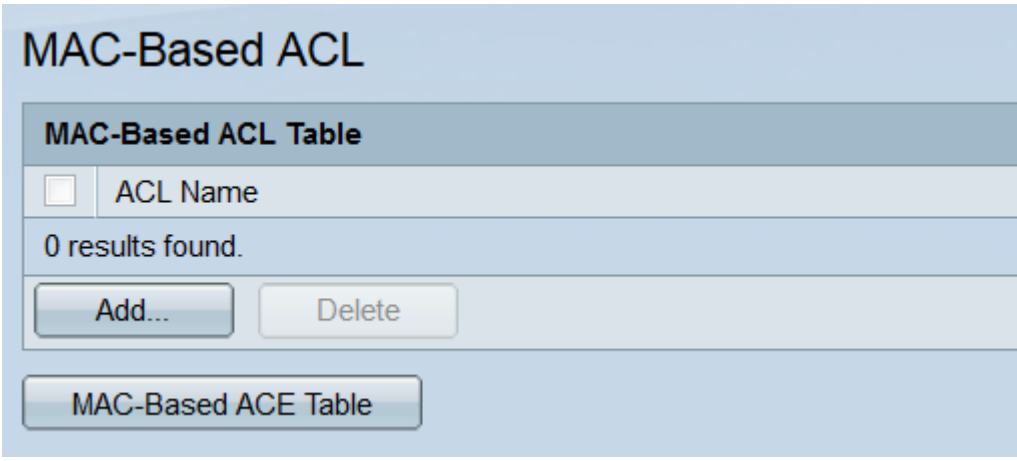 MAC-Based ACL
MAC-Based ACL Table
ACL Name
0 results found.
Add... Delete
MAC-Based ACE Table